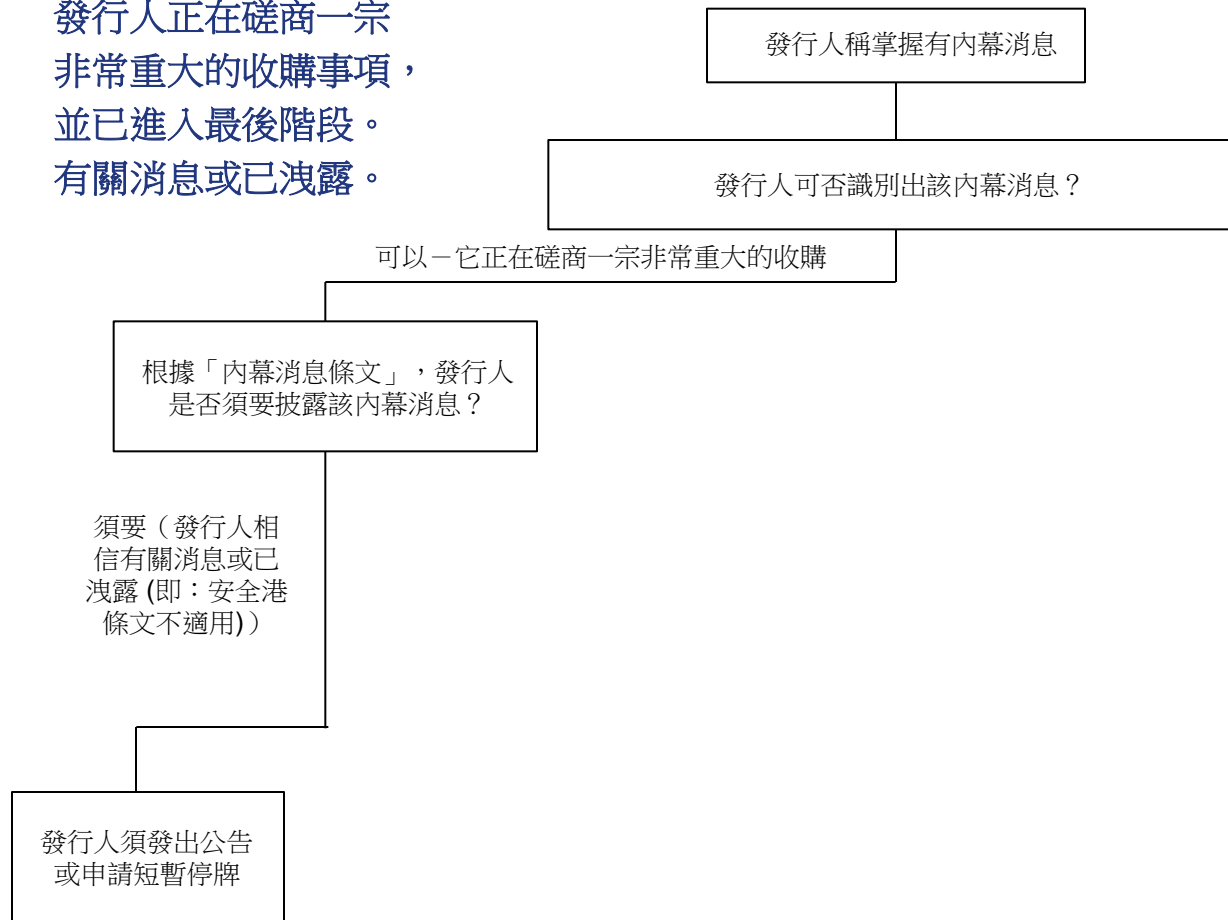 發行人正在磋商一宗
非常重大的收購事項，
並已進入最後階段。
有關消息或已洩露。
發行人稱掌握有內幕消息
發行人可否識別出該內幕消息？
可以－它正在磋商一宗非常重大的收購
根據「內幕消息條文」，發行人
是否須要披露該內幕消息？
須要（發行人相
信有關消息或已
洩露 (即：安全港
條文不適用)）
發行人須發出公告
或申請短暫停牌